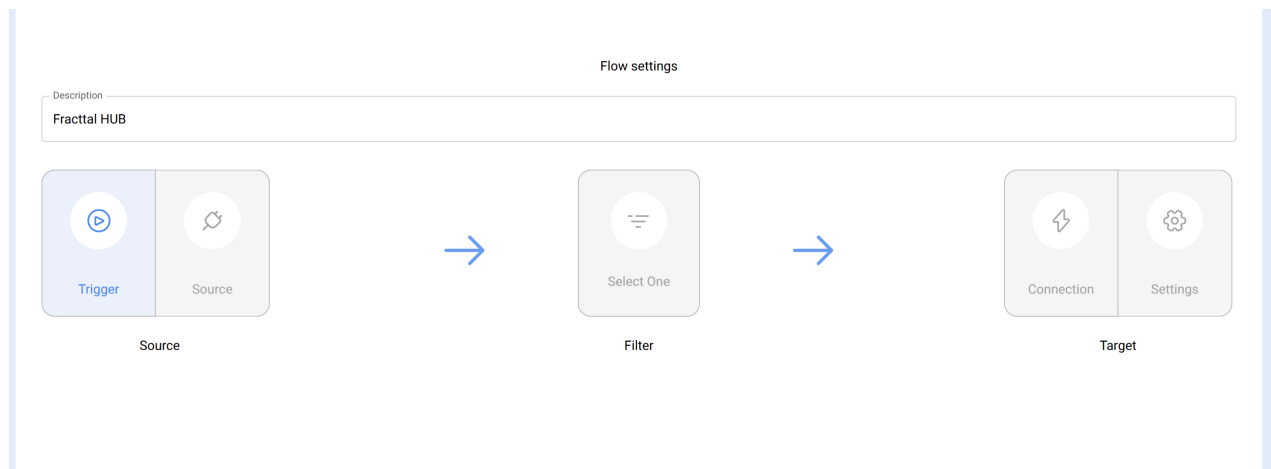 Flow settings
Description
Fracttal HUB
Trigger
Source
Select One
Connection
Settings
Source
Filter
Target